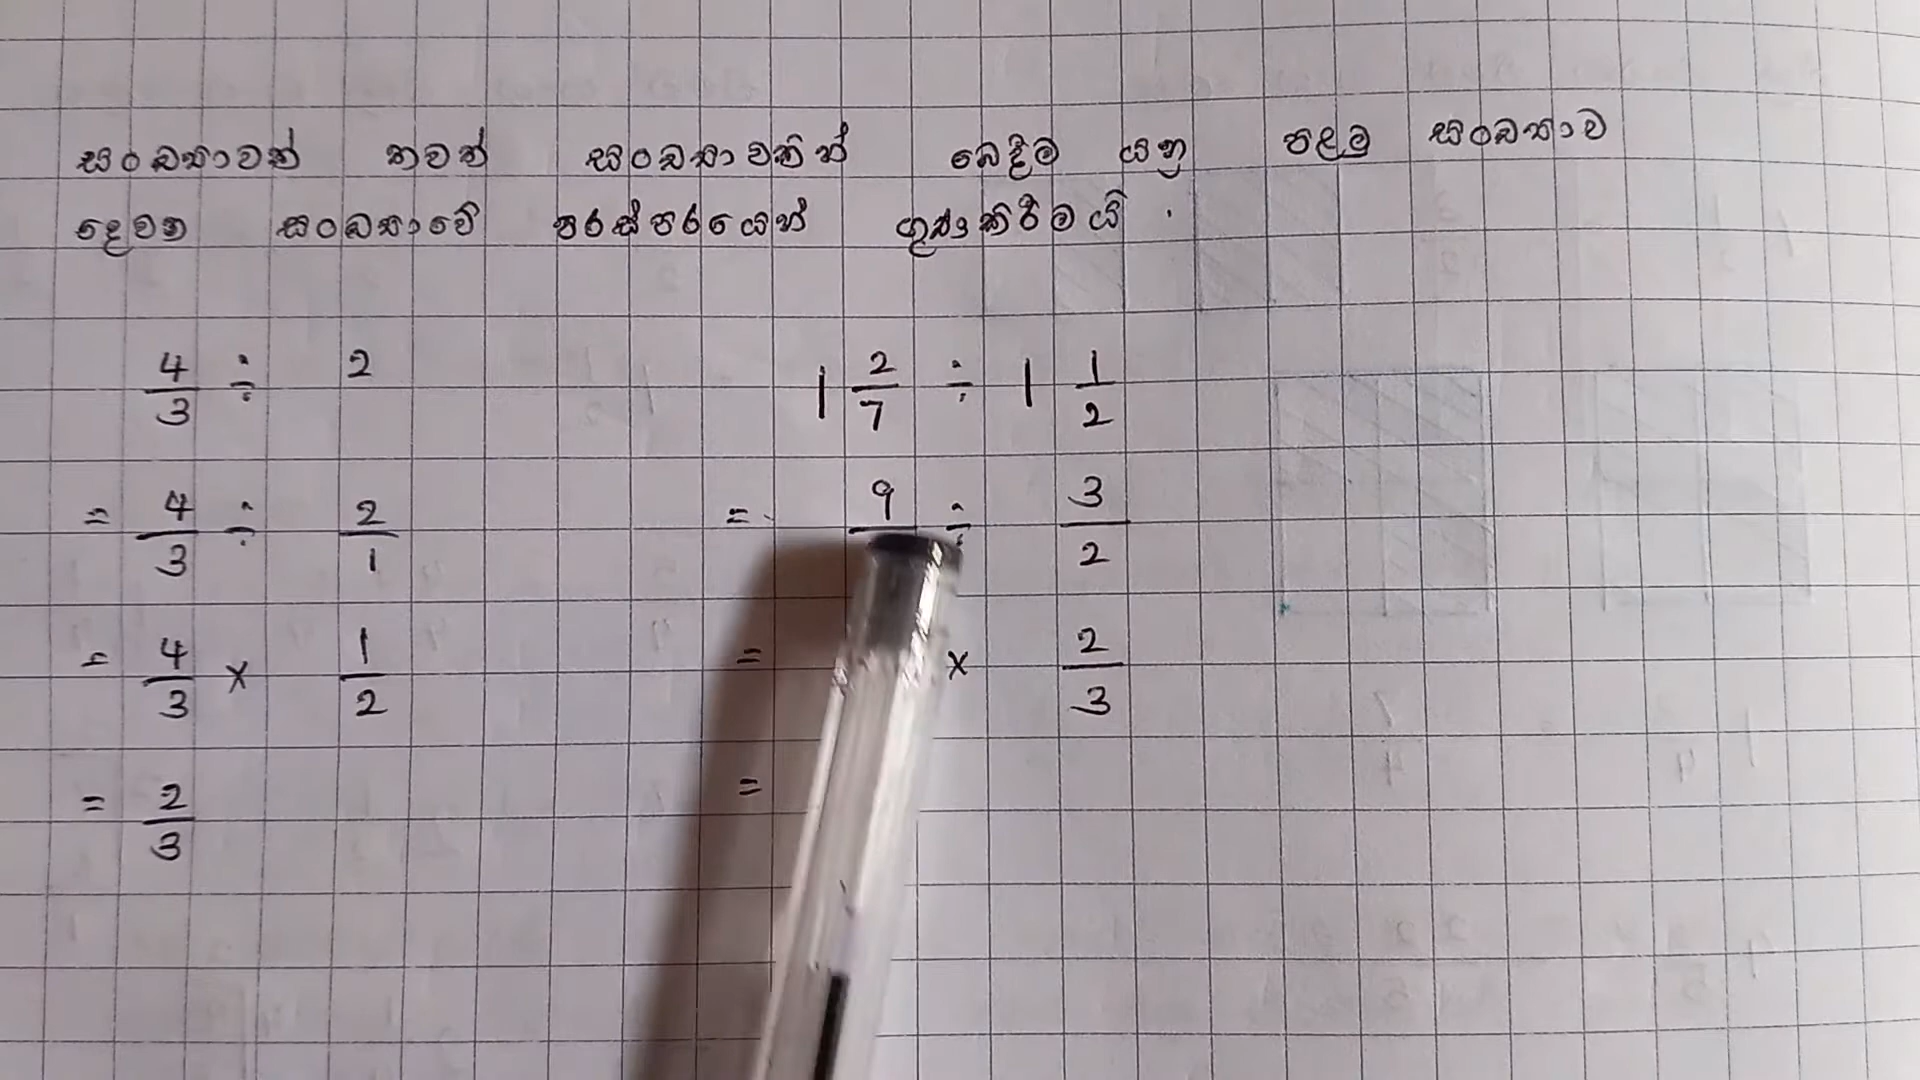 සංඛ්‍යාවක් තවත් සංඛ්‍යාවකින් බෙදීම යනු පළමු සංඛ්‍යාව
දෙවන සංඛ්‍යාවේ පරස්පරයෙන් ගුණකිරීමයි .
4/3 ÷ 2
= 4/3 ÷ 2/1
= 4/3 × 1/2
= 2/3
1 2/7 ÷ 1 1/2
= 9/ ÷ 3/2
= × 2/3
=